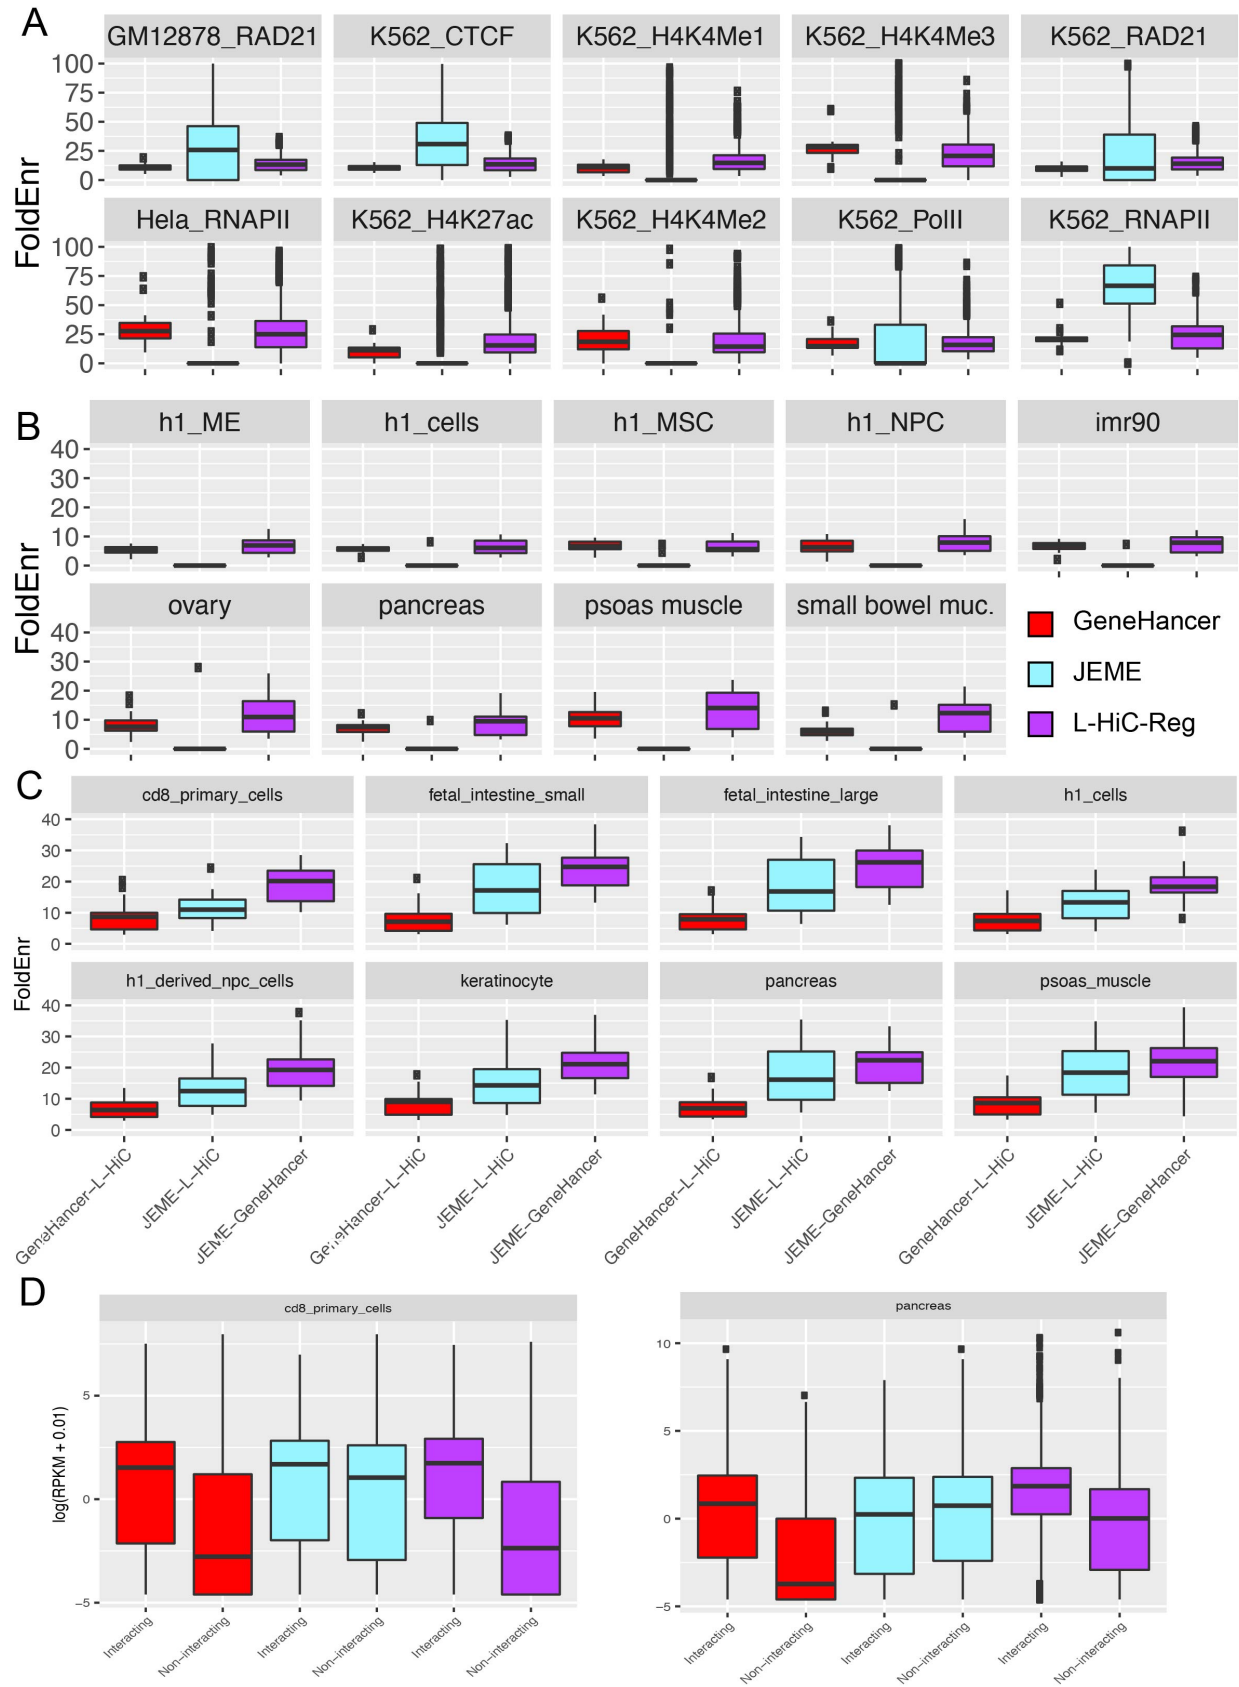 A
GM12878_RAD21 K562_CTCF K562_H4K4Me1 K562_H4K4Me3 K562_RAD21
100
75
50
25
0
FoldEnr
Hela_RNAPII K562_H4K27ac K562_H4K4Me2 K562_PolII K562_RNAPII
100
75
50
25
0
B
h1_ME h1_cells h1_MSC h1_NPC imr90
40
30
20
10
0
FoldEnr
ovary pancreas psoas muscle small bowel muc.
40
30
20
10
0
GeneHancer
JEME
L-HiC-Reg
C
cd8_primary_cells fetal_intestine_small fetal_intestine_large h1_cells
40
30
20
10
0
FoldEnr
h1_derived_npc_cells keratinocyte pancreas psoas_muscle
40
30
20
10
0
GeneHancer–L–HiC JEME–L–HiC JEME–GeneHancer GeneHancer–L–HiC JEME–L–HiC JEME–GeneHancer GeneHancer–L–HiC JEME–L–HiC JEME–GeneHancer GeneHancer–L–HiC JEME–L–HiC JEME–GeneHancer
D
cd8_primary_cells
log(RPKM + 0.01)
5
0
−5
Interacting Non−interacting Interacting Non−interacting Interacting Non−interacting
pancreas
10
5
0
−5
Interacting Non−interacting Interacting Non−interacting Interacting Non−interacting